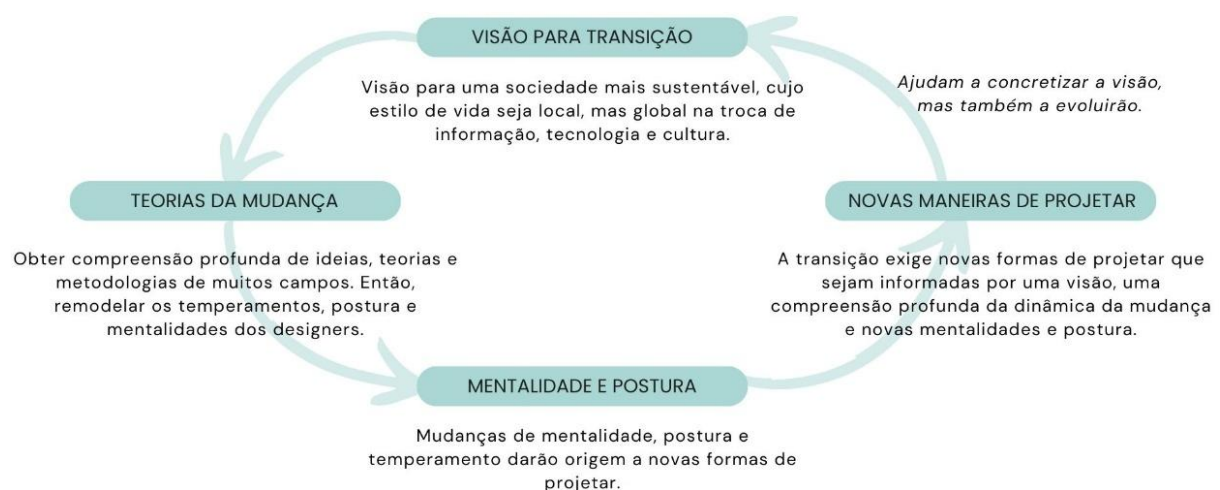 VISÃO PARA TRANSIÇÃO
Visão para uma sociedade mais sustentável, cujo
estilo de vida seja local, mas global na troca de
informação, tecnologia e cultura.
Ajudam a concretizar a visão,
mas também a evoluirão.
TEORIAS DA MUDANÇA
Obter compreensão profunda de ideias, teorias e
metodologias de muitos campos. Então,
remodelar os temperamentos, postura e
mentalidades dos designers.
NOVAS MANEIRAS DE PROJETAR
A transição exige novas formas de projetar que
sejam informadas por uma visão, uma
compreensão profunda da dinâmica da mudança
e novas mentalidades e postura.
MENTALIDADE E POSTURA
Mudanças de mentalidade, postura e
temperamento darão origem a novas formas de
projetar.